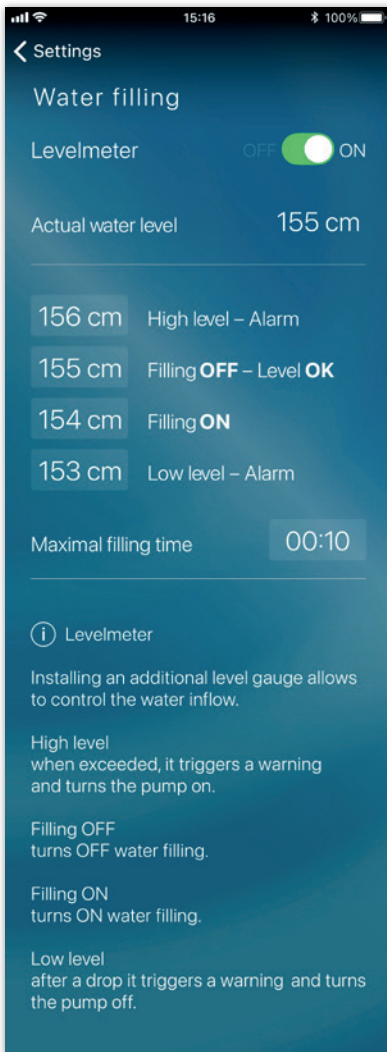 15:16
100%
Settings
Water filling
Levelmeter OFF ON
Actual water level 155 cm
156 cm High level – Alarm
155 cm Filling OFF – Level OK
154 cm Filling ON
153 cm Low level – Alarm
Maximal filling time 00:10
i Levelmeter
Installing an additional level gauge allows
to control the water inflow.
High level
when exceeded, it triggers a warning
and turns the pump on.
Filling OFF
turns OFF water filling.
Filling ON
turns ON water filling.
Low level
after a drop it triggers a warning and turns
the pump off.